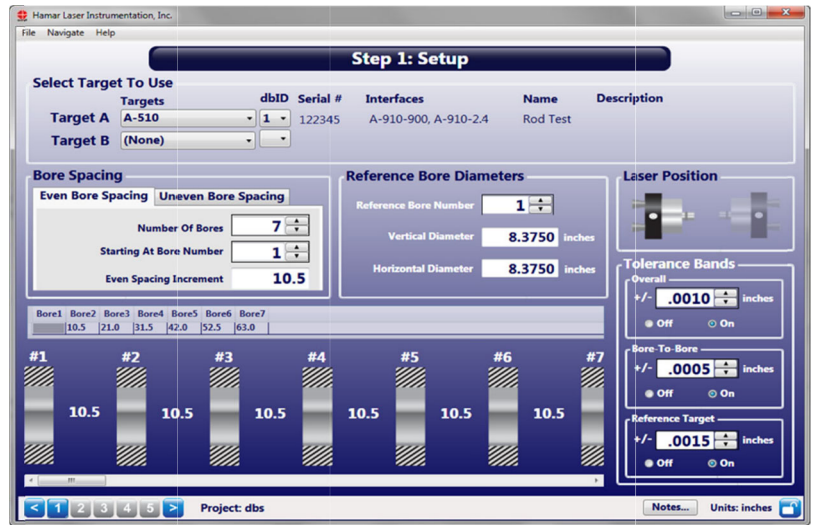 Hamar Laser Instrumentation, Inc.
File Navigate Help
Step 1: Setup
Select Target To Use
Targets dbID Serial # Interfaces Name Description
Target A A-510 1 122345 A-910-900, A-910-2.4 Rod Test
Target B (None)
Bore Spacing
Even Bore Spacing Uneven Bore Spacing
Number Of Bores 7
Starting At Bore Number 1
Even Spacing Increment 10.5
Reference Bore Diameters
Reference Bore Number 1
Vertical Diameter 8.3750 inches
Horizontal Diameter 8.3750 inches
Laser Position
Tolerance Bands
Overall
+/- .0010 inches
Off On
Bore-To-Bore
+/- .0005 inches
Off On
Reference Target
+/- .0015 inches
Off On
Bore1 Bore2 Bore3 Bore4 Bore5 Bore6 Bore7
10.5 21.0 31.5 42.0 52.5 63.0
#1 #2 #3 #4 #5 #6 #7
10.5 10.5 10.5 10.5 10.5 10.5
< 1 2 3 4 5 > Project: dbs Notes... Units: inches